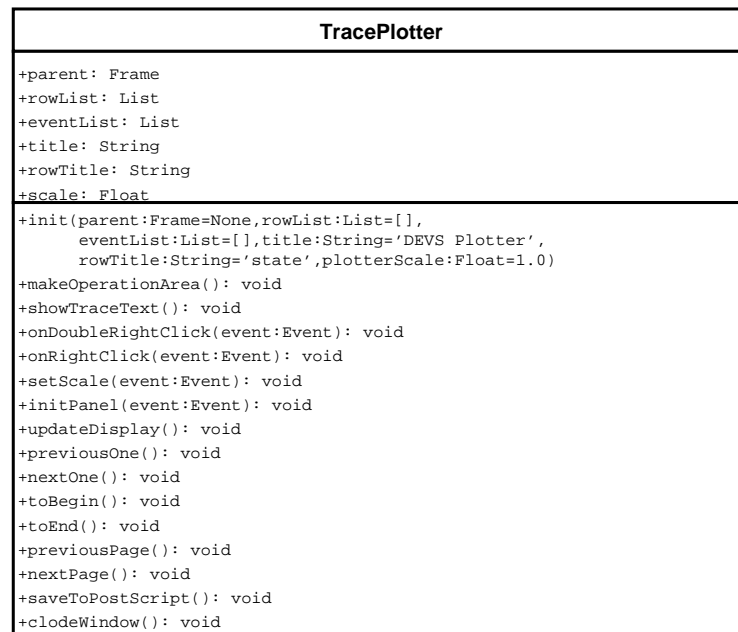 TracePlotter
+parent: Frame
+rowList: List
+eventList: List
+title: String
+rowTitle: String
+scale: Float
+init(parent:Frame=None,rowList:List=[],
eventList:List=[],title:String='DEVS Plotter',
rowTitle:String='state',plotterScale:Float=1.0)
+makeOperationArea(): void
+showTraceText(): void
+onDoubleRightClick(event:Event): void
+onRightClick(event:Event): void
+setScale(event:Event): void
+initPanel(event:Event): void
+updateDisplay(): void
+previousOne(): void
+nextOne(): void
+toBegin(): void
+toEnd(): void
+previousPage(): void
+nextPage(): void
+saveToPostScript(): void
+clodeWindow(): void